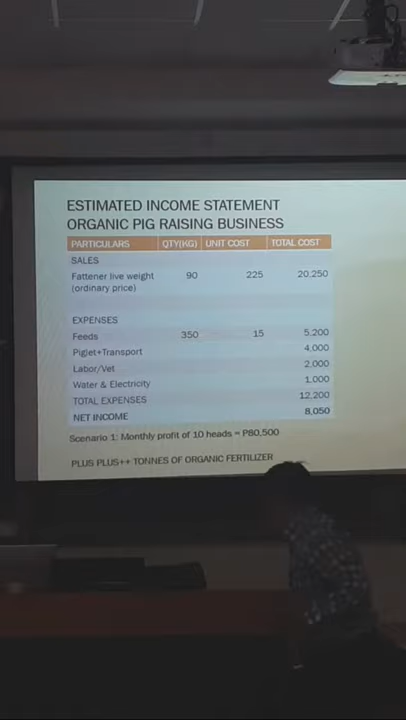 ESTIMATED INCOME STATEMENT
ORGANIC PIG RAISING BUSINESS
PARTICULARS QTY(KG) UNIT COST TOTAL COST
SALES
Fattener live weight 90 225 20,250
(ordinary price)
EXPENSES
Feeds 350 15 5,200
Piglet+Transport 4,000
Labor/Vet 2,000
Water & Electricity 1,000
TOTAL EXPENSES 12,200
NET INCOME 8,050
Scenario 1: Monthly profit of 10 heads = P80,500
PLUS PLUS++ TONNES OF ORGANIC FERTILIZER